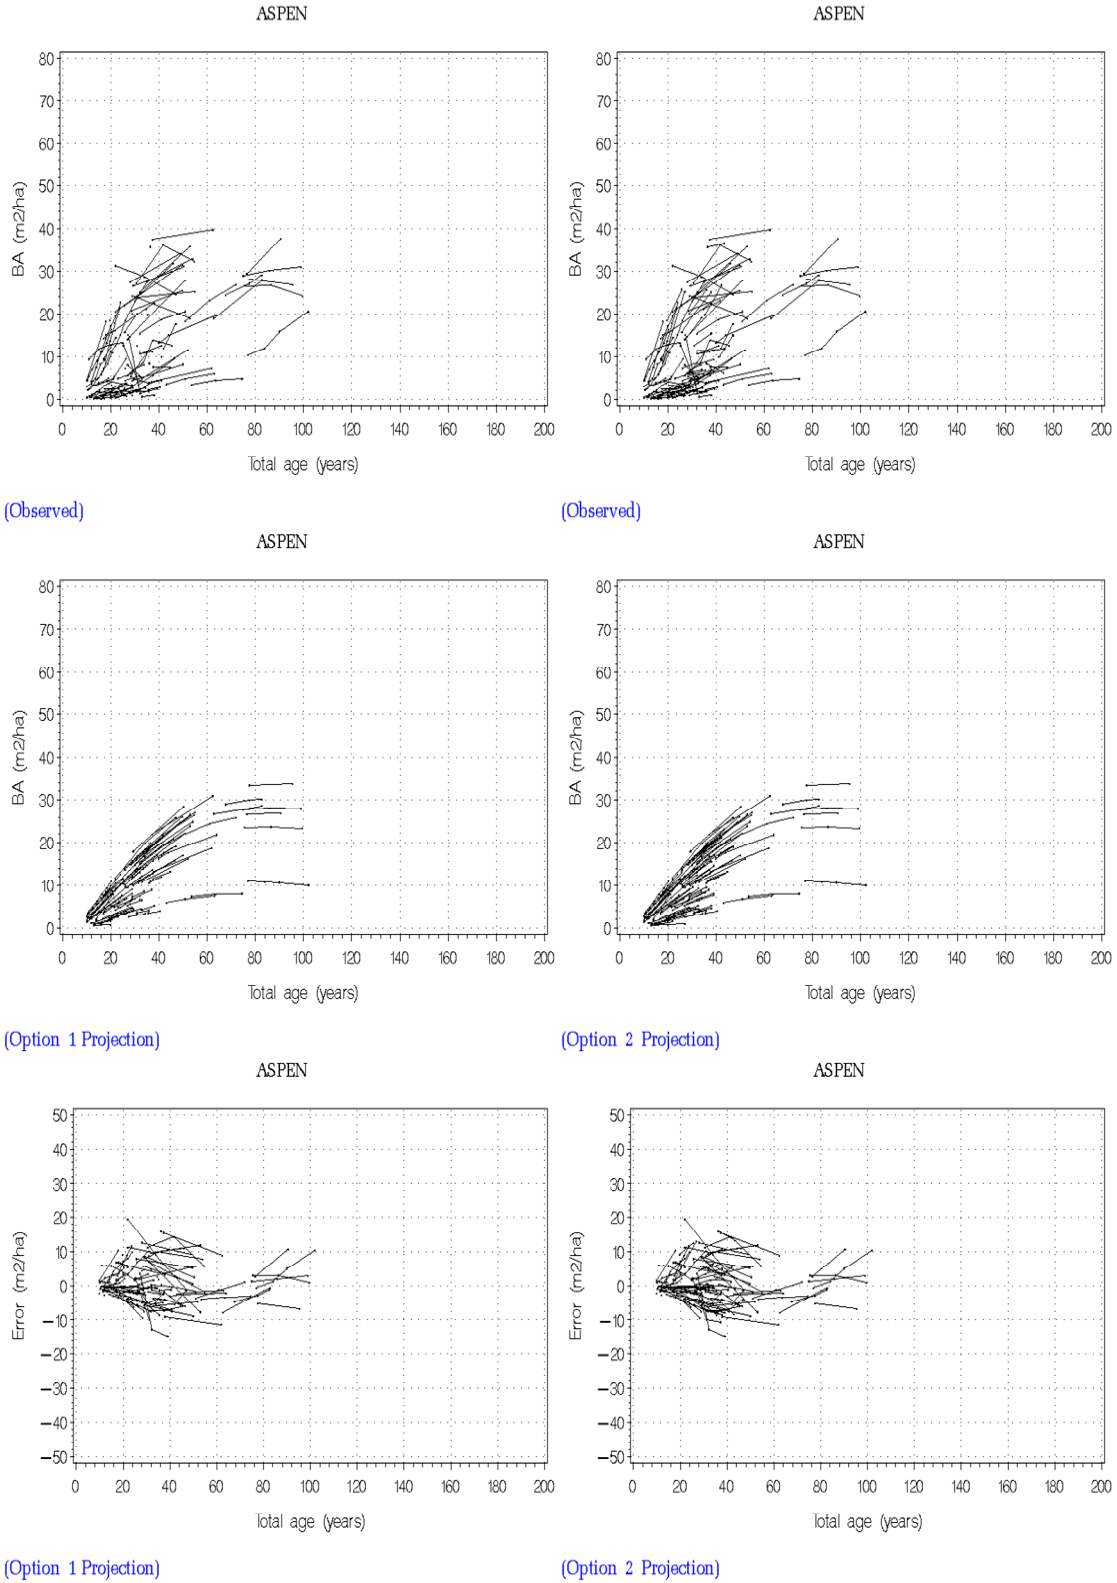 ASPEN ASPEN
80 80
70 70
60 60
50 50
40 40
30 30
20 20
10 10
0 0
BA (m2/ha) BA (m2/ha)
0 20 40 60 80 100 120 140 160 180 200 0 20 40 60 80 100 120 140 160 180 200
Total age (years) Total age (years)
(Observed) (Observed)
ASPEN ASPEN
80 80
70 70
60 60
50 50
40 40
30 30
20 20
10 10
0 0
BA (m2/ha) BA (m2/ha)
0 20 40 60 80 100 120 140 160 180 200 0 20 40 60 80 100 120 140 160 180 200
Total age (years) Total age (years)
(Option 1 Projection) (Option 2 Projection)
ASPEN ASPEN
50 50
40 40
30 30
20 20
10 10
0 0
−10 −10
−20 −20
−30 −30
−40 −40
−50 −50
Error (m2/ha) Error (m2/ha)
0 20 40 60 80 100 120 140 160 180 200 0 20 40 60 80 100 120 140 160 180 200
Total age (years) Total age (years)
(Option 1 Projection) (Option 2 Projection)